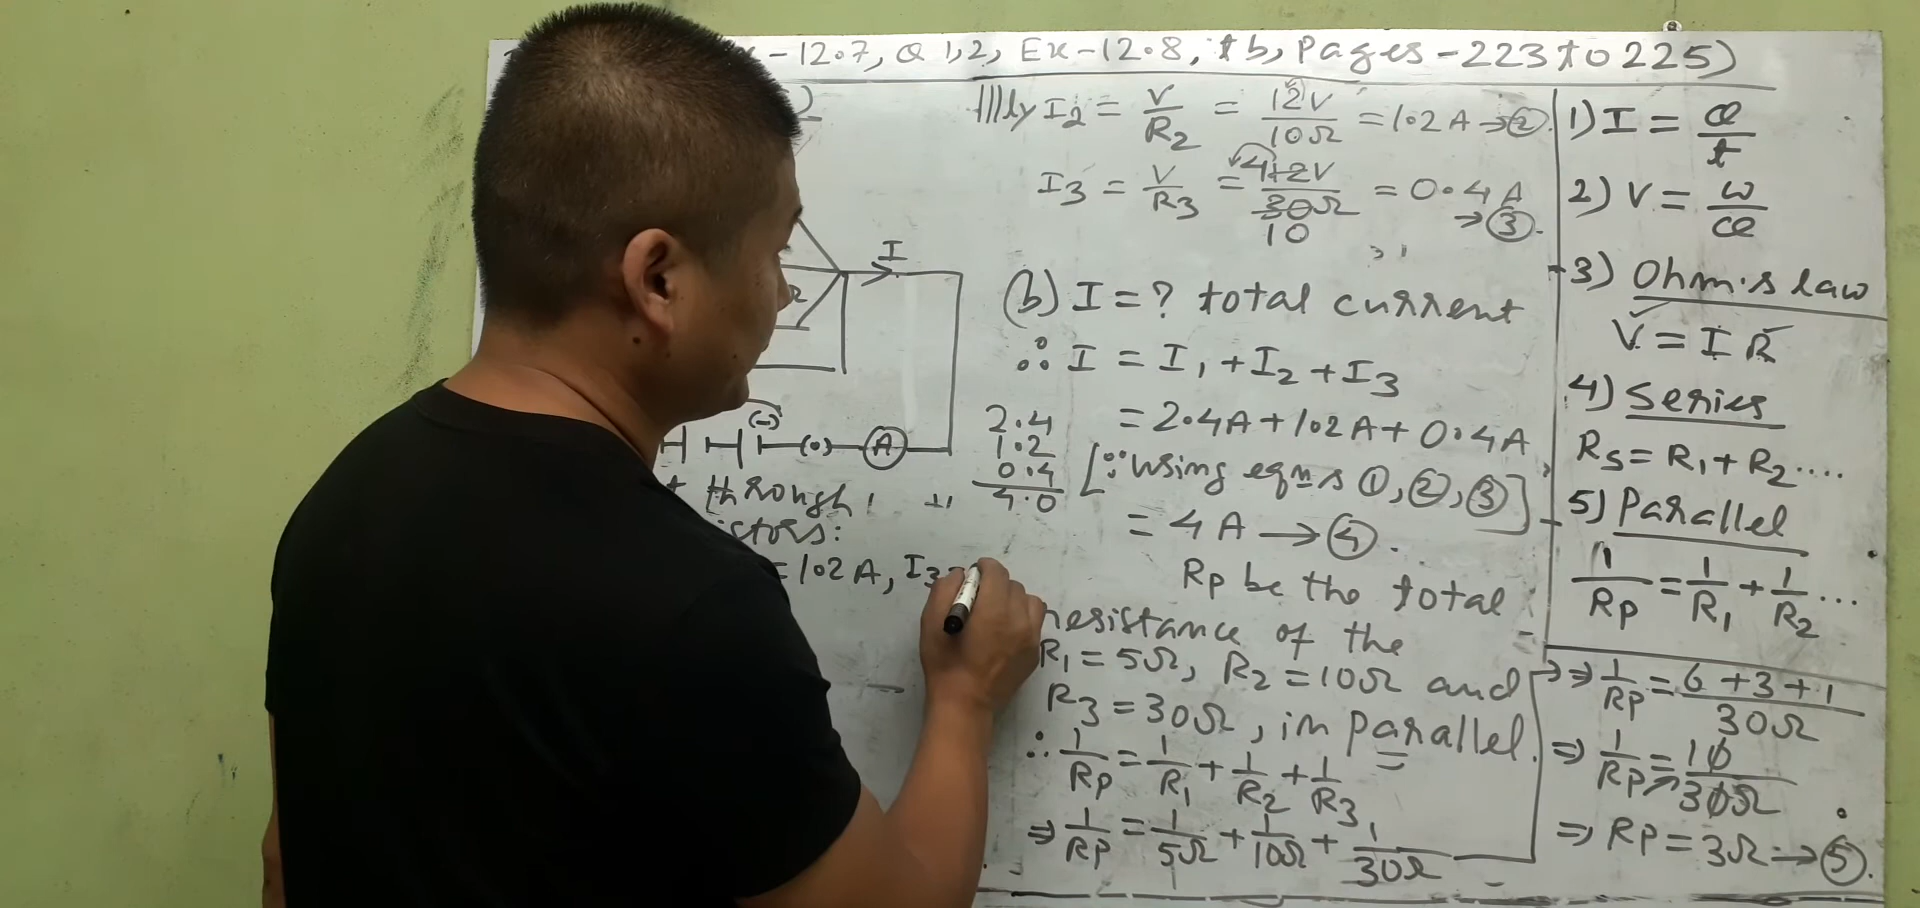 -12.7, Q 1,2, Ex-12.8, tb, Pages-223 to 225)
I
(-)
(.) A
through,
ctors:
= 1.2 A, I3 =
lllly I2 = V/R2 = 12V/10Ω = 1.2 A → ②.
I3 = V/R3 = 4 12V/30Ω 10 = 0.4 A → ③.
(b) I = ? total current
∴ I = I1 + I2 + I3
= 2.4A + 1.2A + 0.4A
2.4
1.2
0.4
4.0
[∵ using eqns ①, ②, ③]
= 4 A → ④.
Rp be the total
resistance of the
R1 = 5Ω, R2 = 10Ω and
R3 = 30Ω, in parallel.
∴ 1/Rp = 1/R1 + 1/R2 + 1/R3
⇒ 1/Rp = 1/5Ω + 1/10Ω + 1/30Ω
1) I = Q/t
2) V = W/Q
3) Ohm's law
V = I R
4) Series
Rs = R1 + R2 ....
5) Parallel
1/Rp = 1/R1 + 1/R2 ...
⇒ 1/Rp = 6 + 3 + 1/30Ω
⇒ 1/Rp = 10/30Ω
⇒ Rp = 3Ω → ⑤.